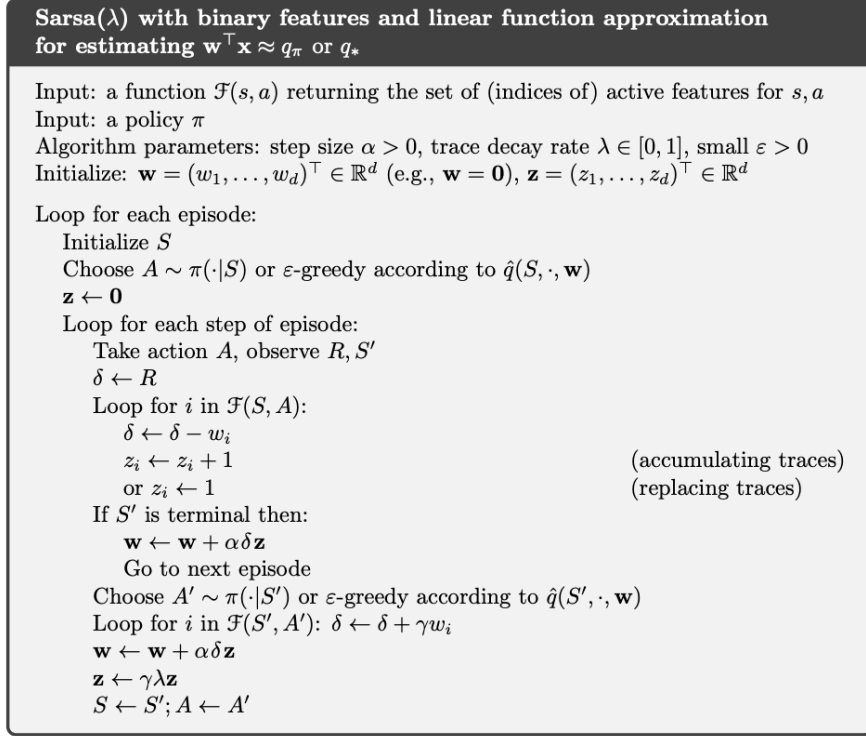 Sarsa(λ) with binary features and linear function approximation
for estimating w⊤x ≈ qπ or q*
Input: a function ℱ(s, a) returning the set of (indices of) active features for s, a
Input: a policy π
Algorithm parameters: step size α > 0, trace decay rate λ ∈ [0, 1], small ε > 0
Initialize: w = (w₁, . . . , w_d)⊤ ∈ ℝᵈ (e.g., w = 0), z = (z₁, . . . , z_d)⊤ ∈ ℝᵈ
Loop for each episode:
Initialize S
Choose A ∼ π(·|S) or ε-greedy according to q̂(S, ·, w)
z ← 0
Loop for each step of episode:
Take action A, observe R, S′
δ ← R
Loop for i in ℱ(S, A):
δ ← δ − wᵢ
zᵢ ← zᵢ + 1 (accumulating traces)
or zᵢ ← 1 (replacing traces)
If S′ is terminal then:
w ← w + αδz
Go to next episode
Choose A′ ∼ π(·|S′) or ε-greedy according to q̂(S′, ·, w)
Loop for i in ℱ(S′, A′): δ ← δ + γwᵢ
w ← w + αδz
z ← γλz
S ← S′; A ← A′